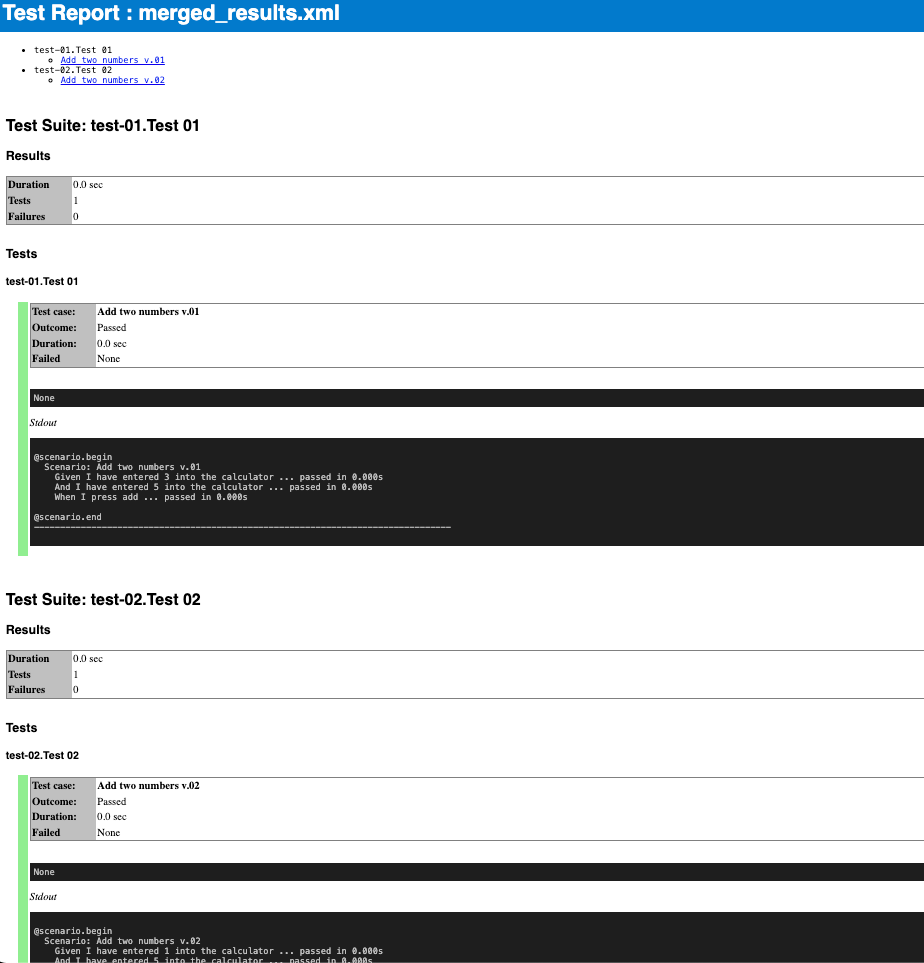 Test Report : merged_results.xml
test-01.Test 01
Add two numbers v.01
test-02.Test 02
Add two numbers v.02
Test Suite: test-01.Test 01
Results
Duration 0.0 sec
Tests 1
Failures 0
Tests
test-01.Test 01
Test case: Add two numbers v.01
Outcome: Passed
Duration: 0.0 sec
Failed None
None
Stdout
@scenario.begin
Scenario: Add two numbers v.01
Given I have entered 3 into the calculator ... passed in 0.000s
And I have entered 5 into the calculator ... passed in 0.000s
When I press add ... passed in 0.000s
@scenario.end
--------------------------------------------------------------------------------
Test Suite: test-02.Test 02
Results
Duration 0.0 sec
Tests 1
Failures 0
Tests
test-02.Test 02
Test case: Add two numbers v.02
Outcome: Passed
Duration: 0.0 sec
Failed None
None
Stdout
@scenario.begin
Scenario: Add two numbers v.02
Given I have entered 1 into the calculator ... passed in 0.000s
And I have entered 5 into the calculator ... passed in 0.000s